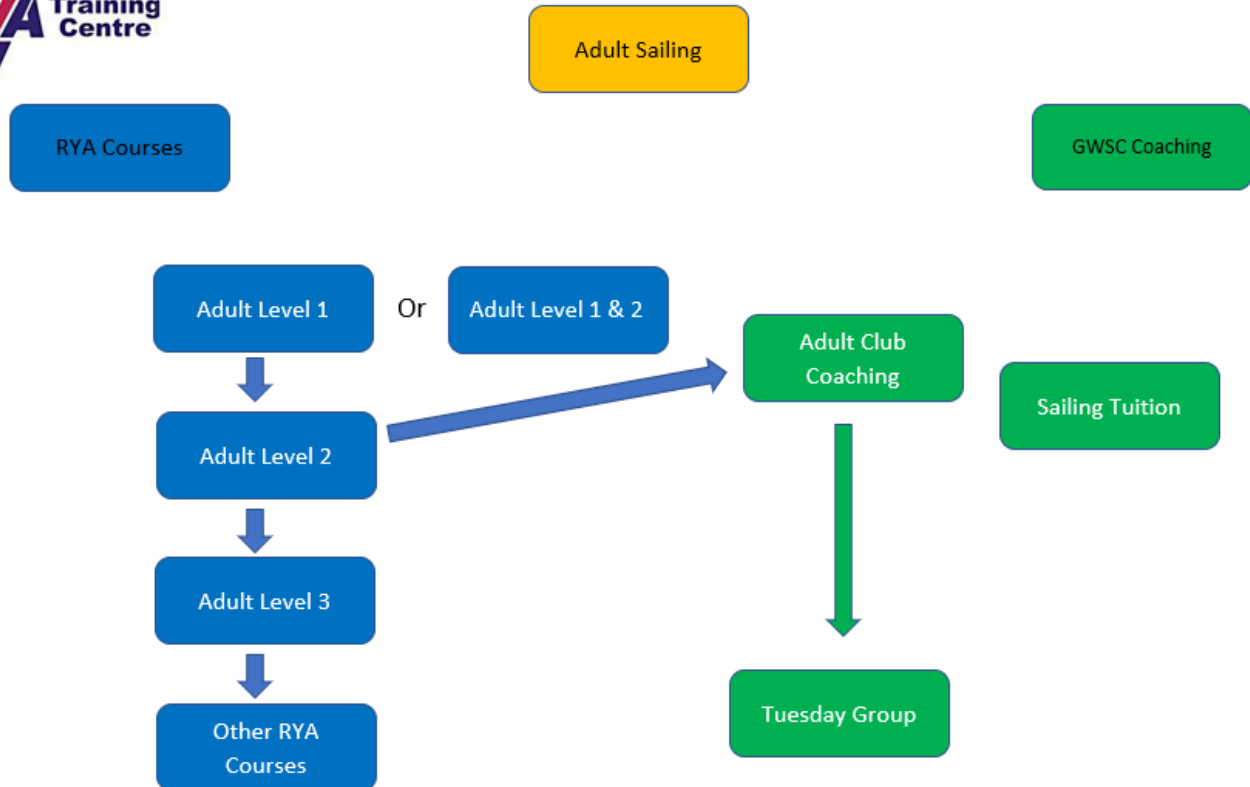 Training
Centre
Adult Sailing
RYA Courses
GWSC Coaching
Adult Level 1
Or
Adult Level 1 & 2
Adult Club
Coaching
Sailing Tuition
Adult Level 2
Adult Level 3
Other RYA
Courses
Tuesday Group